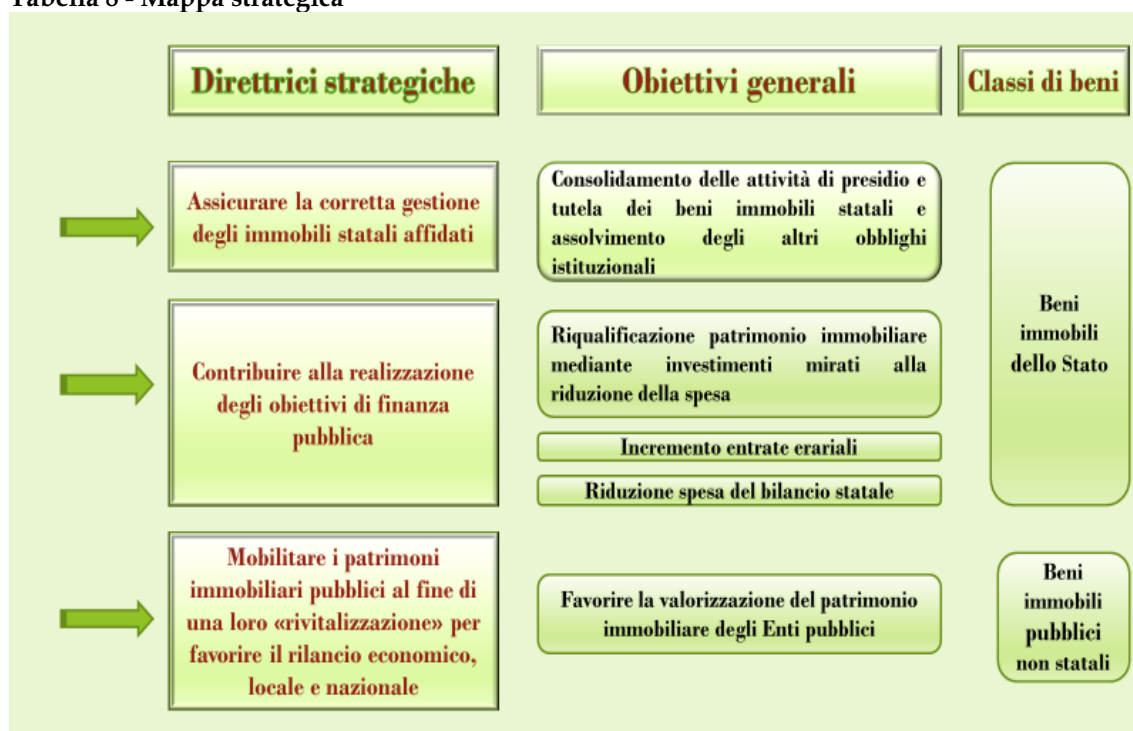 Tabella 8 - Mappa strategica
Direttrici strategiche
Obiettivi generali
Classi di beni
Assicurare la corretta gestione
degli immobili statali affidati
Consolidamento delle attività di presidio e
tutela dei beni immobili statali e
assolvimento degli altri obblighi
istituzionali
Contribuire alla realizzazione
degli obiettivi di finanza
pubblica
Riqualificazione patrimonio immobiliare
mediante investimenti mirati alla
riduzione della spesa
Incremento entrate erariali
Riduzione spesa del bilancio statale
Beni
immobili
dello Stato
Mobilitare i patrimoni
immobiliari pubblici al fine di
una loro «rivitalizzazione» per
favorire il rilancio economico,
locale e nazionale
Favorire la valorizzazione del patrimonio
immobiliare degli Enti pubblici
Beni
immobili
pubblici
non statali